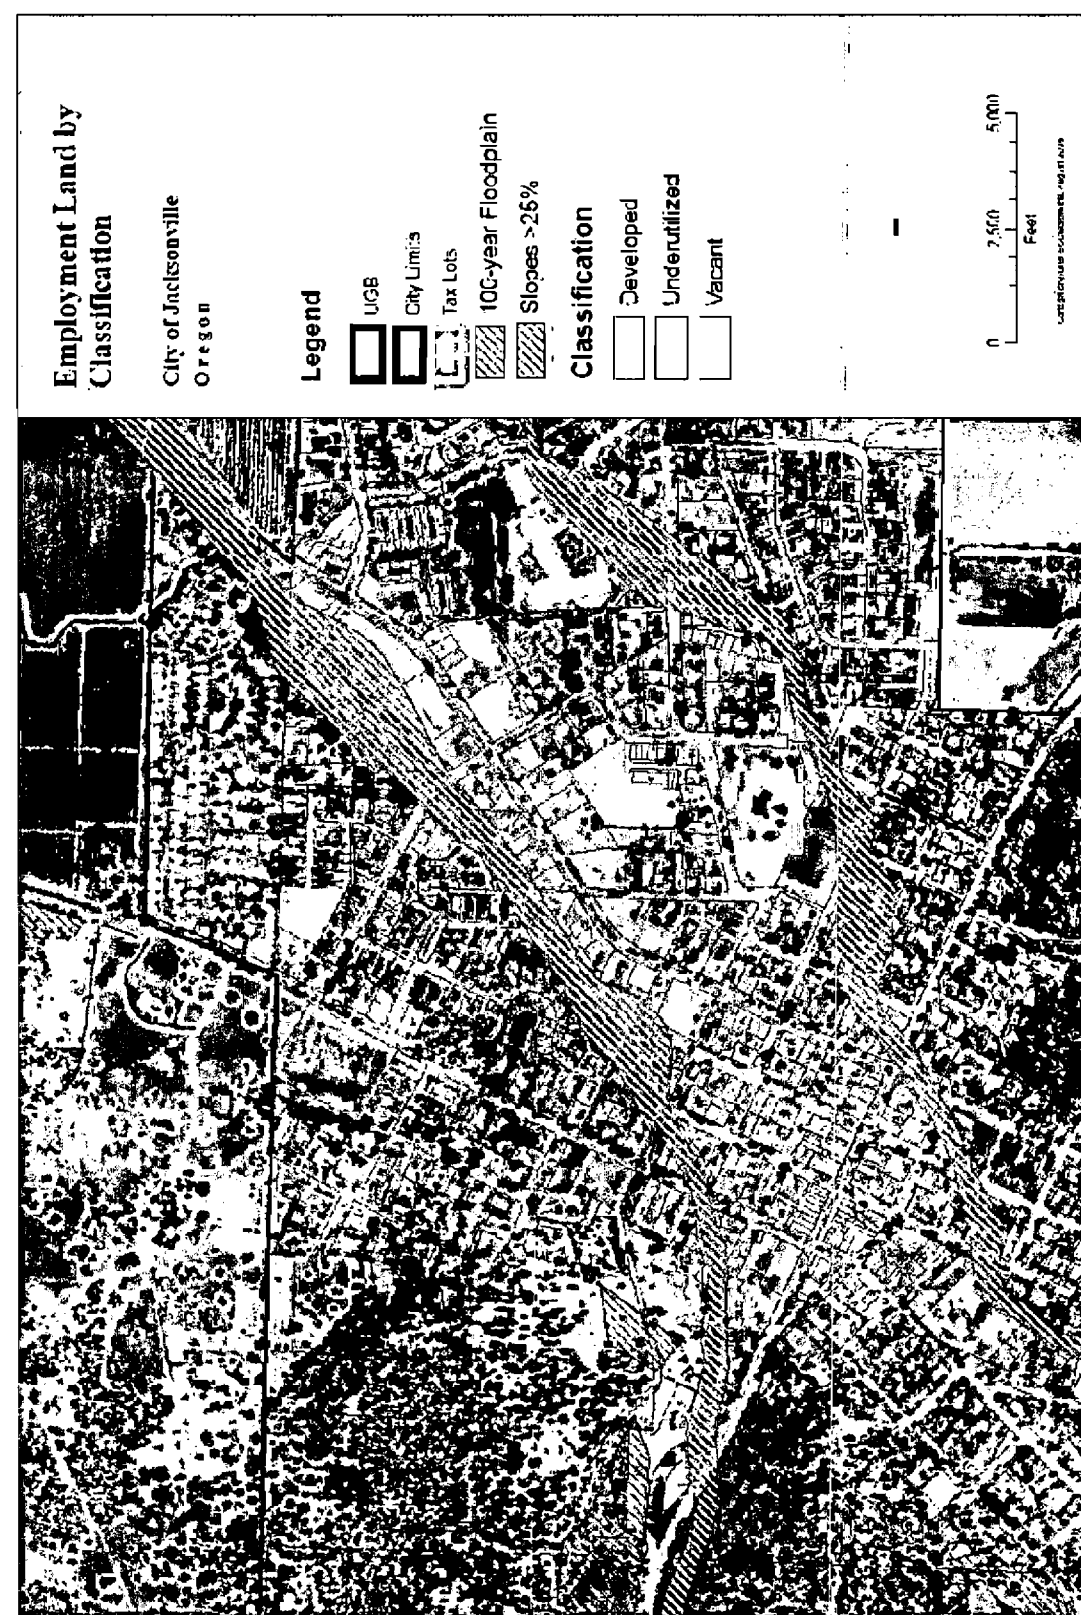 Employment Land by
Classification
City of Jacksonville
Oregon
Legend
UGB
City Limits
Tax Lots
100-year Floodplain
Slopes >25%
Classification
Developed
Underutilized
Vacant
0 2,500 5,000
Feet